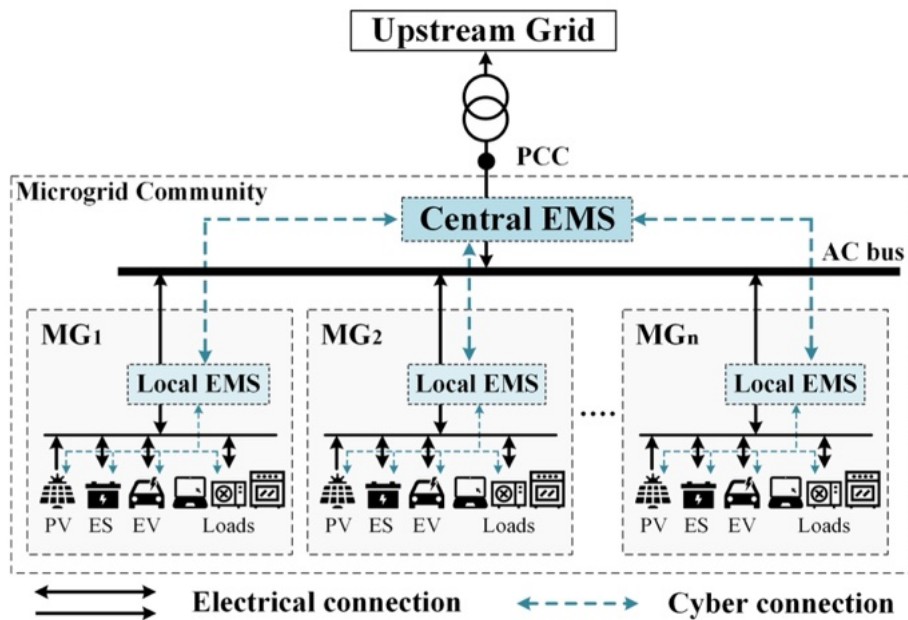 Upstream Grid
PCC
Microgrid Community
Central EMS
AC bus
MG1
MG2
MGn
Local EMS
Local EMS
Local EMS
....
PV ES EV Loads
PV ES EV Loads
PV ES EV Loads
Electrical connection
Cyber connection